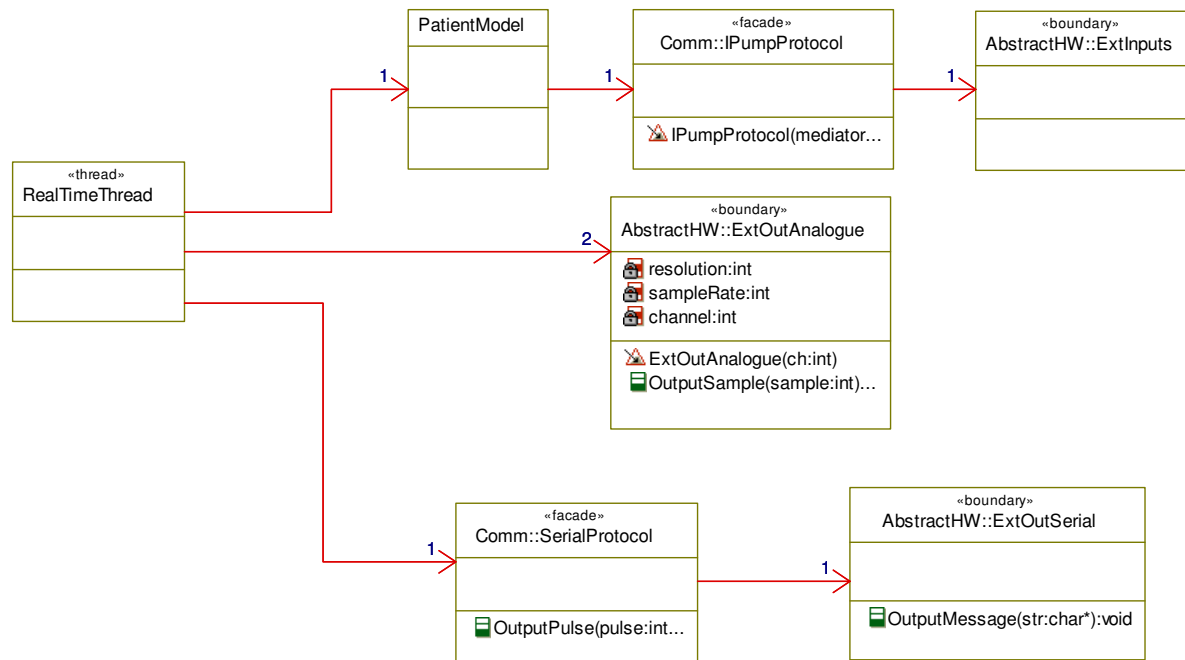 PatientModel
«facade»
Comm::IPumpProtocol
IPumpProtocol(mediator...
«boundary»
AbstractHW::ExtInputs
1
1
1
«thread»
RealTimeThread
«boundary»
AbstractHW::ExtOutAnalogue
resolution:int
sampleRate:int
channel:int
ExtOutAnalogue(ch:int)
OutputSample(sample:int)...
2
«facade»
Comm::SerialProtocol
OutputPulse(pulse:int...
1
«boundary»
AbstractHW::ExtOutSerial
OutputMessage(str:char*):void
1